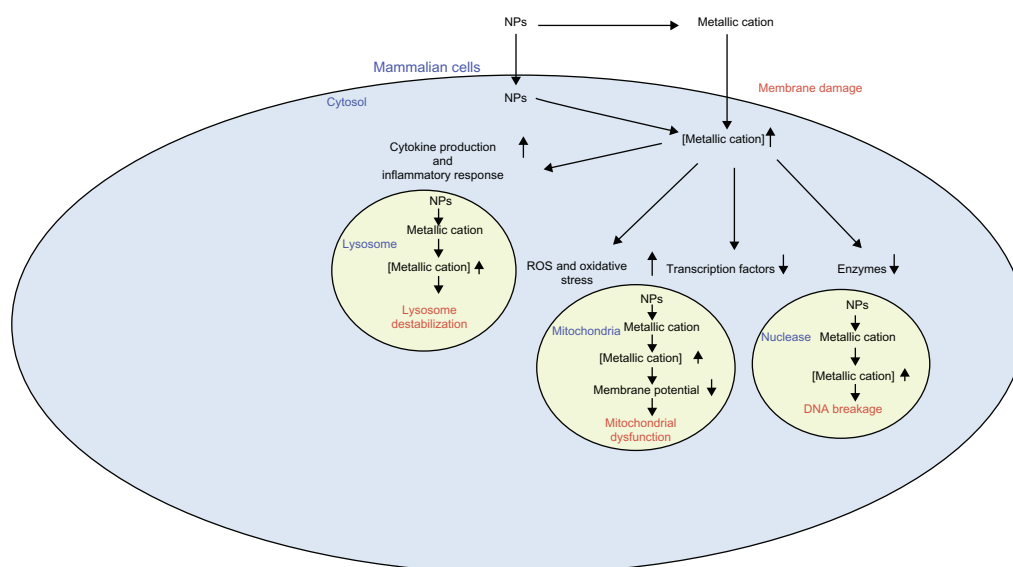 NPs
Metallic cation
Mammalian cells
Membrane damage
Cytosol
NPs
[Metallic cation]
Cytokine production
and
inflammatory response
NPs
Metallic cation
Lysosome
[Metallic cation]
Lysosome
destabilization
ROS and oxidative
stress
Transcription factors
Enzymes
NPs
Metallic cation
Mitochondria
[Metallic cation]
Membrane potential
Mitochondrial
dysfunction
NPs
Nuclease
Metallic cation
[Metallic cation]
DNA breakage